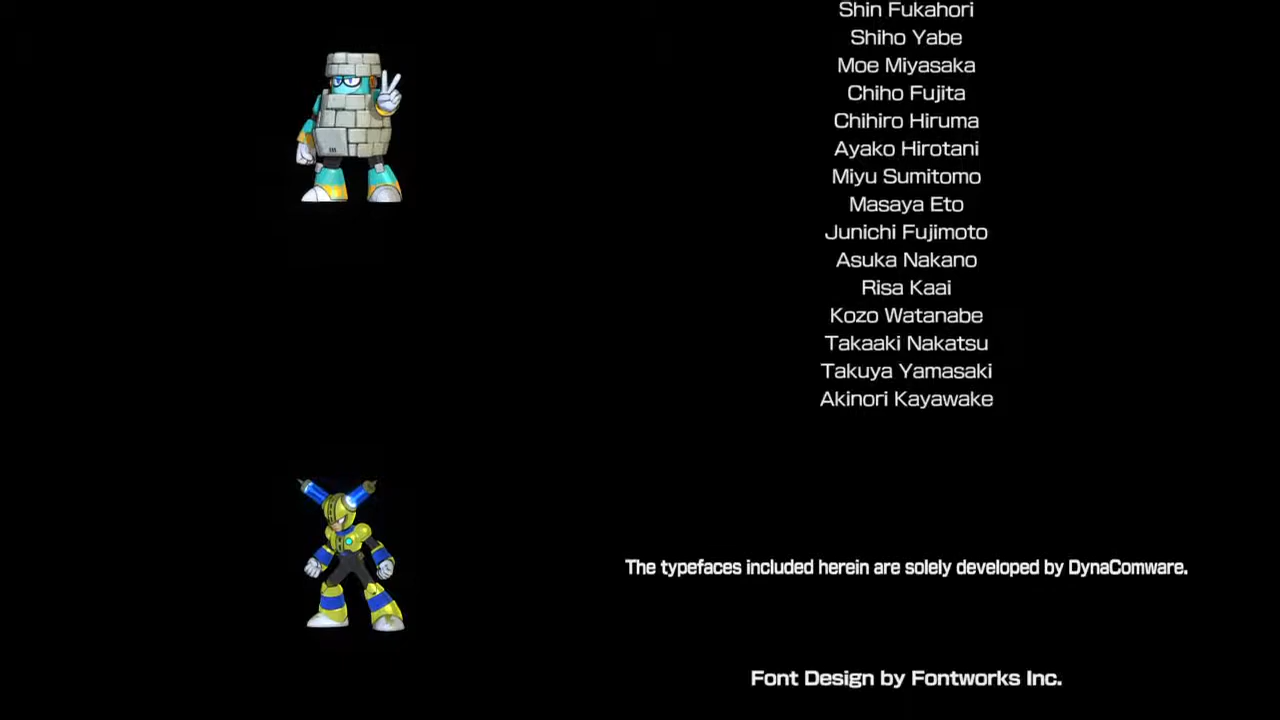 Shin Fukahori
Shiho Yabe
Moe Miyasaka
Chiho Fujita
Chihiro Hiruma
Ayako Hirotani
Miyu Sumitomo
Masaya Eto
Junichi Fujimoto
Asuka Nakano
Risa Kaai
Kozo Watanabe
Takaaki Nakatsu
Takuya Yamasaki
Akinori Kayawake
The typefaces included herein are solely developed by DynaComware.
Font Design by Fontworks Inc.